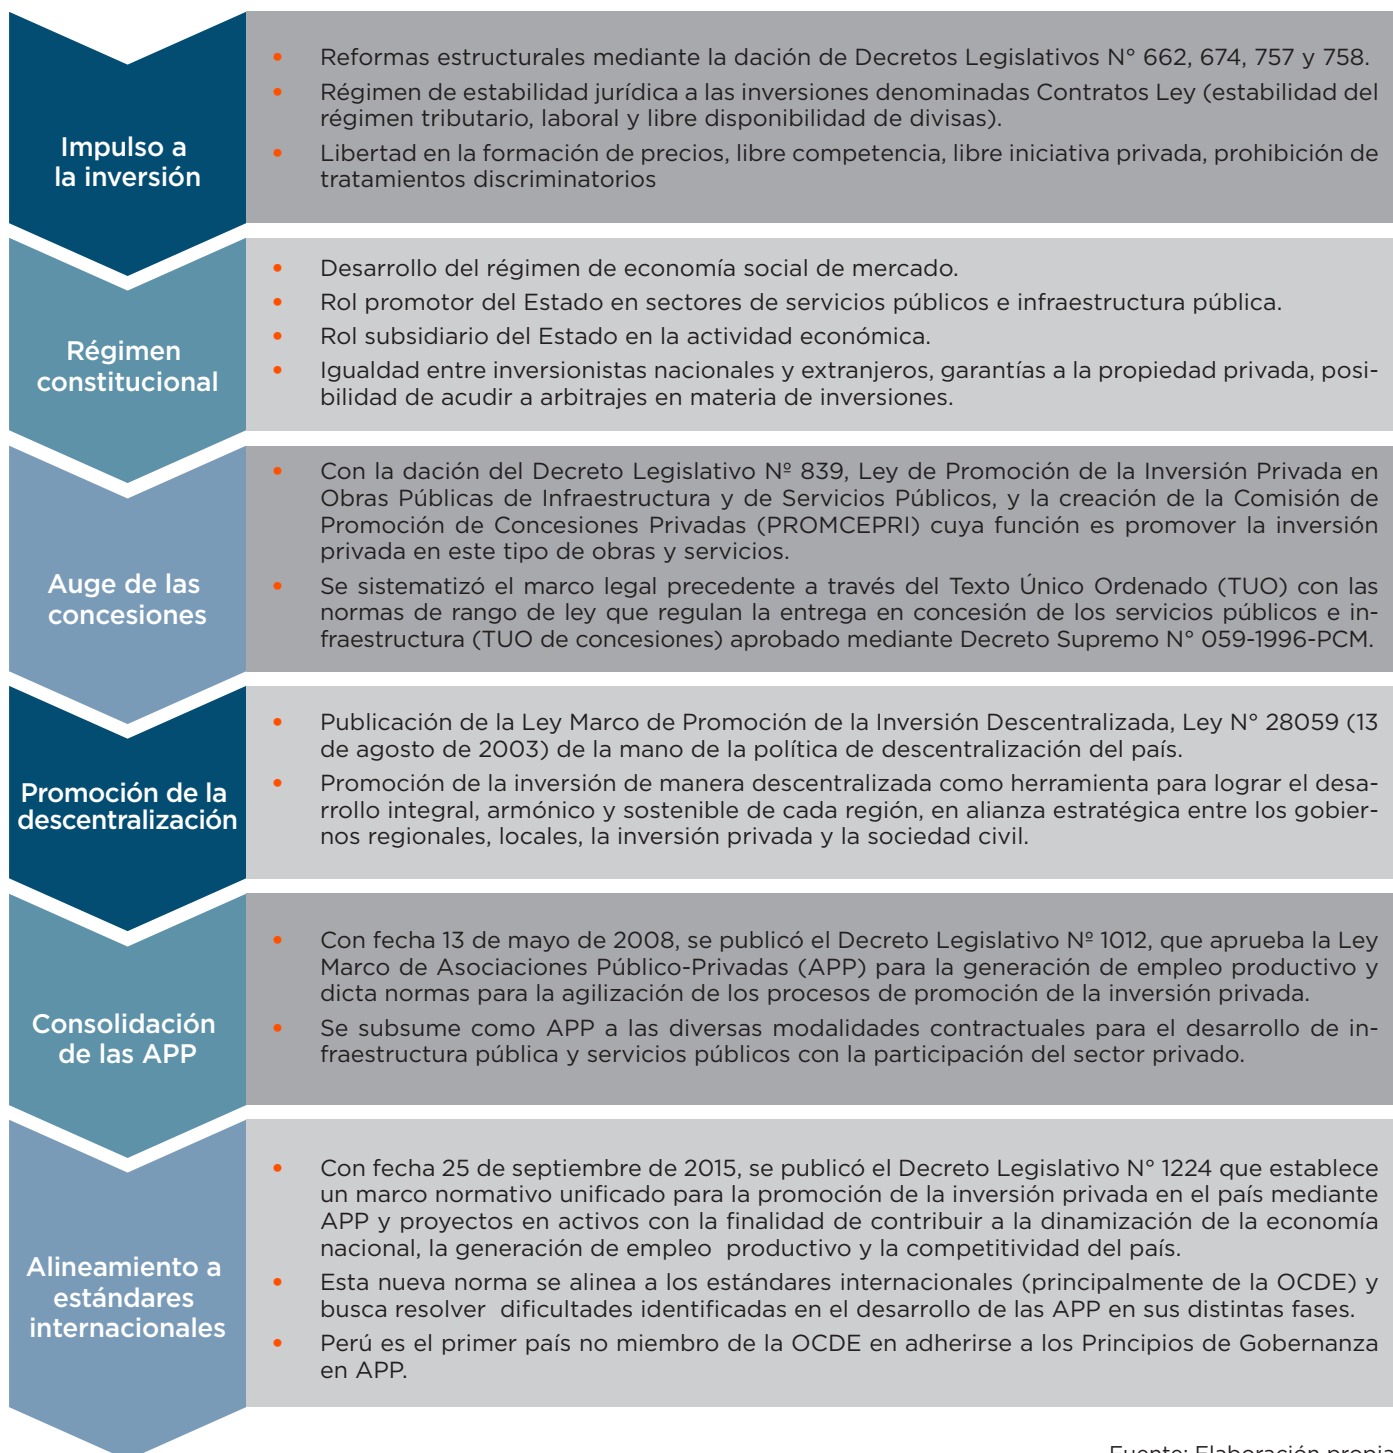 Impulso a
la inversión
• Reformas estructurales mediante la dación de Decretos Legislativos N° 662, 674, 757 y 758.
• Régimen de estabilidad jurídica a las inversiones denominadas Contratos Ley (estabilidad del
régimen tributario, laboral y libre disponibilidad de divisas).
• Libertad en la formación de precios, libre competencia, libre iniciativa privada, prohibición de
tratamientos discriminatorios
Régimen
constitucional
• Desarrollo del régimen de economía social de mercado.
• Rol promotor del Estado en sectores de servicios públicos e infraestructura pública.
• Rol subsidiario del Estado en la actividad económica.
• Igualdad entre inversionistas nacionales y extranjeros, garantías a la propiedad privada, posi-
bilidad de acudir a arbitrajes en materia de inversiones.
Auge de las
concesiones
• Con la dación del Decreto Legislativo Nº 839, Ley de Promoción de la Inversión Privada en
Obras Públicas de Infraestructura y de Servicios Públicos, y la creación de la Comisión de
Promoción de Concesiones Privadas (PROMCEPRI) cuya función es promover la inversión
privada en este tipo de obras y servicios.
• Se sistematizó el marco legal precedente a través del Texto Único Ordenado (TUO) con las
normas de rango de ley que regulan la entrega en concesión de los servicios públicos e in-
fraestructura (TUO de concesiones) aprobado mediante Decreto Supremo N° 059-1996-PCM.
Promoción de la
descentralización
• Publicación de la Ley Marco de Promoción de la Inversión Descentralizada, Ley N° 28059 (13
de agosto de 2003) de la mano de la política de descentralización del país.
• Promoción de la inversión de manera descentralizada como herramienta para lograr el desa-
rrollo integral, armónico y sostenible de cada región, en alianza estratégica entre los gobier-
nos regionales, locales, la inversión privada y la sociedad civil.
Consolidación
de las APP
• Con fecha 13 de mayo de 2008, se publicó el Decreto Legislativo Nº 1012, que aprueba la Ley
Marco de Asociaciones Público-Privadas (APP) para la generación de empleo productivo y
dicta normas para la agilización de los procesos de promoción de la inversión privada.
• Se subsume como APP a las diversas modalidades contractuales para el desarrollo de in-
fraestructura pública y servicios públicos con la participación del sector privado.
Alineamiento a
estándares
internacionales
• Con fecha 25 de septiembre de 2015, se publicó el Decreto Legislativo N° 1224 que establece
un marco normativo unificado para la promoción de la inversión privada en el país mediante
APP y proyectos en activos con la finalidad de contribuir a la dinamización de la economía
nacional, la generación de empleo productivo y la competitividad del país.
• Esta nueva norma se alinea a los estándares internacionales (principalmente de la OCDE) y
busca resolver dificultades identificadas en el desarrollo de las APP en sus distintas fases.
• Perú es el primer país no miembro de la OCDE en adherirse a los Principios de Gobernanza
en APP.
Fuente: Elaboración propia